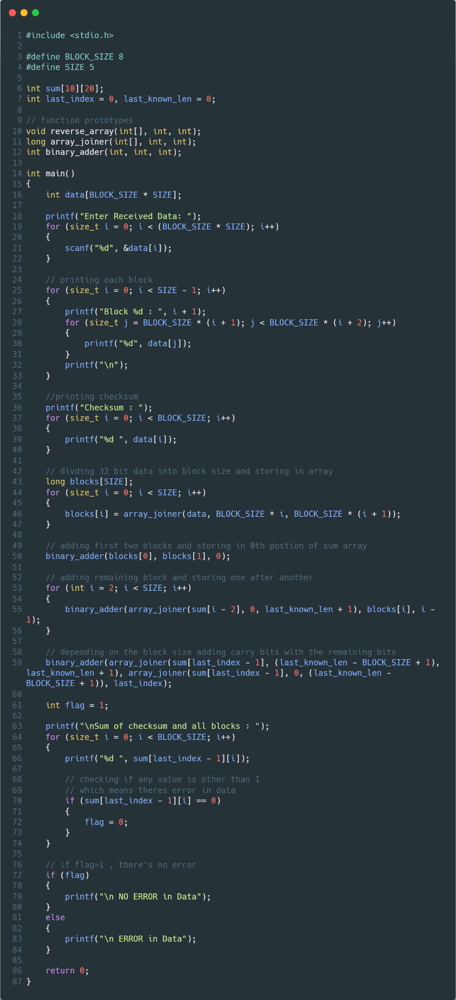 1 #include <stdio.h>
2
3 #define BLOCK_SIZE 8
4 #define SIZE 5
5
6 int sum[10][20];
7 int last_index = 0, last_known_len = 0;
8
9 // function prototypes
10 void reverse_array(int[], int, int);
11 long array_joiner(int[], int, int);
12 int binary_adder(int, int, int);
13
14 int main()
15 {
16     int data[BLOCK_SIZE * SIZE];
17
18     printf("Enter Received Data: ");
19     for (size_t i = 0; i < (BLOCK_SIZE * SIZE); i++)
20     {
21         scanf("%d", &data[i]);
22     }
23
24     // printing each block
25     for (size_t i = 0; i < SIZE - 1; i++)
26     {
27         printf("Block %d : ", i + 1);
28         for (size_t j = BLOCK_SIZE * (i + 1); j < BLOCK_SIZE * (i + 2); j++)
29         {
30             printf("%d", data[j]);
31         }
32         printf("\n");
33     }
34
35     //printing checksum
36     printf("Checksum : ");
37     for (size_t i = 0; i < BLOCK_SIZE; i++)
38     {
39         printf("%d ", data[i]);
40     }
41
42     // divding 32 bit data into block size and storing in array
43     long blocks[SIZE];
44     for (size_t i = 0; i < SIZE; i++)
45     {
46         blocks[i] = array_joiner(data, BLOCK_SIZE * i, BLOCK_SIZE * (i + 1));
47     }
48
49     // adding first two blocks and storing in 0th postion of sum array
50     binary_adder(blocks[0], blocks[1], 0);
51
52     // adding remaining block and storing one after another
53     for (int i = 2; i < SIZE; i++)
54     {
55         binary_adder(array_joiner(sum[i - 2], 0, last_known_len + 1), blocks[i], i -
1);
56     }
57
58     // depending on the block size adding carry bits with the remaining bits
59     binary_adder(array_joiner(sum[last_index - 1], (last_known_len - BLOCK_SIZE + 1),
last_known_len + 1), array_joiner(sum[last_index - 1], 0, (last_known_len -
BLOCK_SIZE + 1)), last_index);
60
61     int flag = 1;
62
63     printf("\nSum of checksum and all blocks : ");
64     for (size_t i = 0; i < BLOCK_SIZE; i++)
65     {
66         printf("%d ", sum[last_index - 1][i]);
67
68         // checking if any value is other than 1
69         // which means theres error in data
70         if (sum[last_index - 1][i] == 0)
71         {
72             flag = 0;
73         }
74     }
75
76     // if flag=1 , there's no error
77     if (flag)
78     {
79         printf("\n NO ERROR in Data");
80     }
81     else
82     {
83         printf("\n ERROR in Data");
84     }
85
86     return 0;
87 }